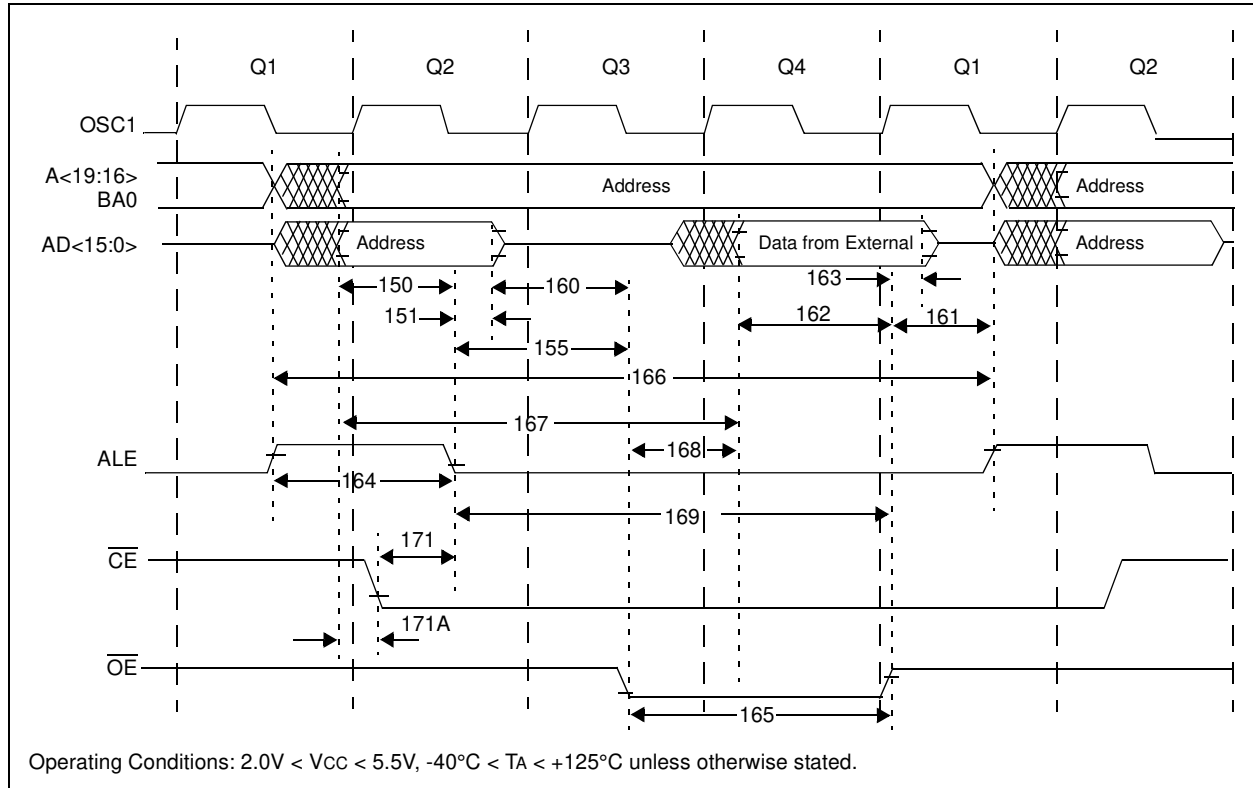 Q1 Q2 Q3 Q4 Q1 Q2
OSC1
A<19:16>
BA0
Address
Address
AD<15:0>
Address
Data from External
Address
150
160
163
151
162
161
155
166
167
168
ALE
164
169
171
CE
171A
OE
165
Operating Conditions: 2.0V < VCC < 5.5V, -40°C < TA < +125°C unless otherwise stated.